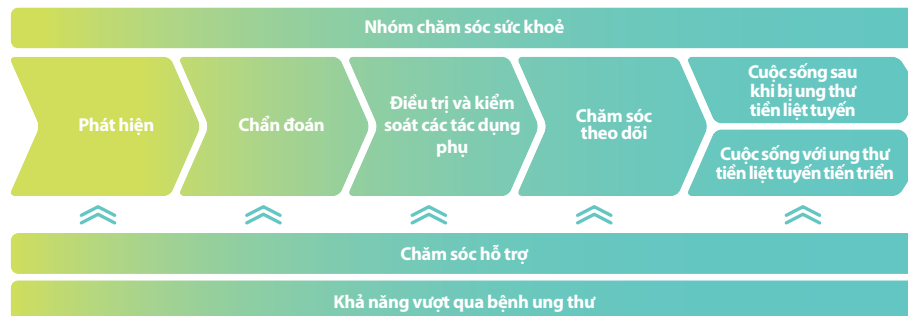 Nhóm chăm sóc sức khoẻ
Phát hiện
Chẩn đoán
Điều trị và kiểm
soát các tác dụng
phụ
Chăm sóc
theo dõi
Cuộc sống sau
khi bị ung thư
tiền liệt tuyến
Cuộc sống với ung thư
tiền liệt tuyến tiến triển
Chăm sóc hỗ trợ
Khả năng vượt qua bệnh ung thư